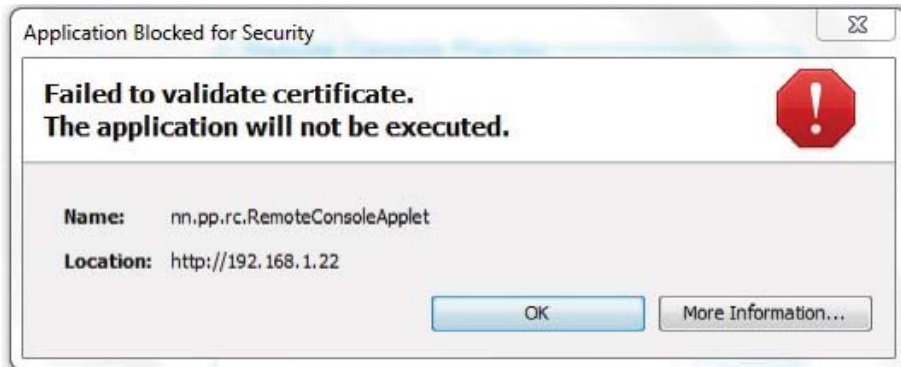 Application Blocked for Security
Failed to validate certificate.
The application will not be executed.
Name: nn.pp.rc.RemoteConsoleApplet
Location: http://192.168.1.22
OK More Information...